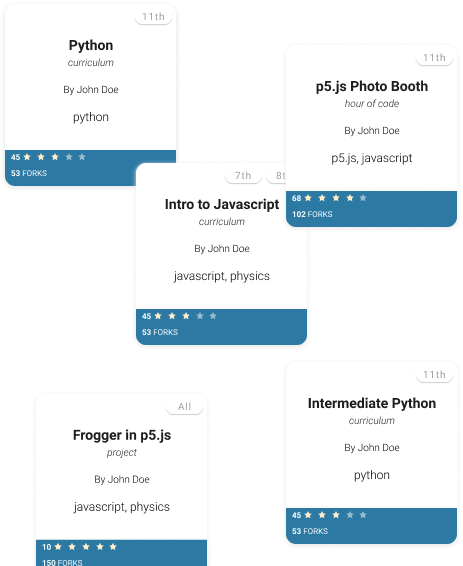 11th
Python
curriculum
By John Doe
python
45
53 FORKS
11th
p5.js Photo Booth
hour of code
By John Doe
p5.js, javascript
68
102 FORKS
7th
Intro to Javascript
curriculum
By John Doe
javascript, physics
45
53 FORKS
11th
Intermediate Python
curriculum
By John Doe
python
45
53 FORKS
All
Frogger in p5.js
project
By John Doe
javascript, physics
10
150 FORKS